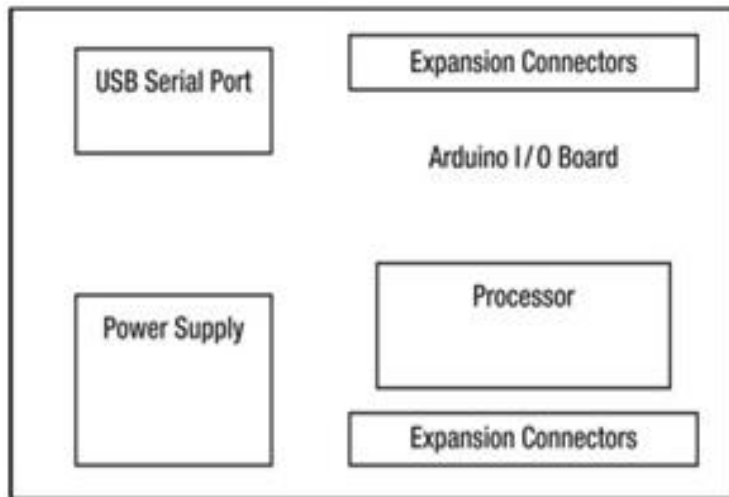 USB Serial Port
Expansion Connectors
Arduino I/O Board
Power Supply
Processor
Expansion Connectors